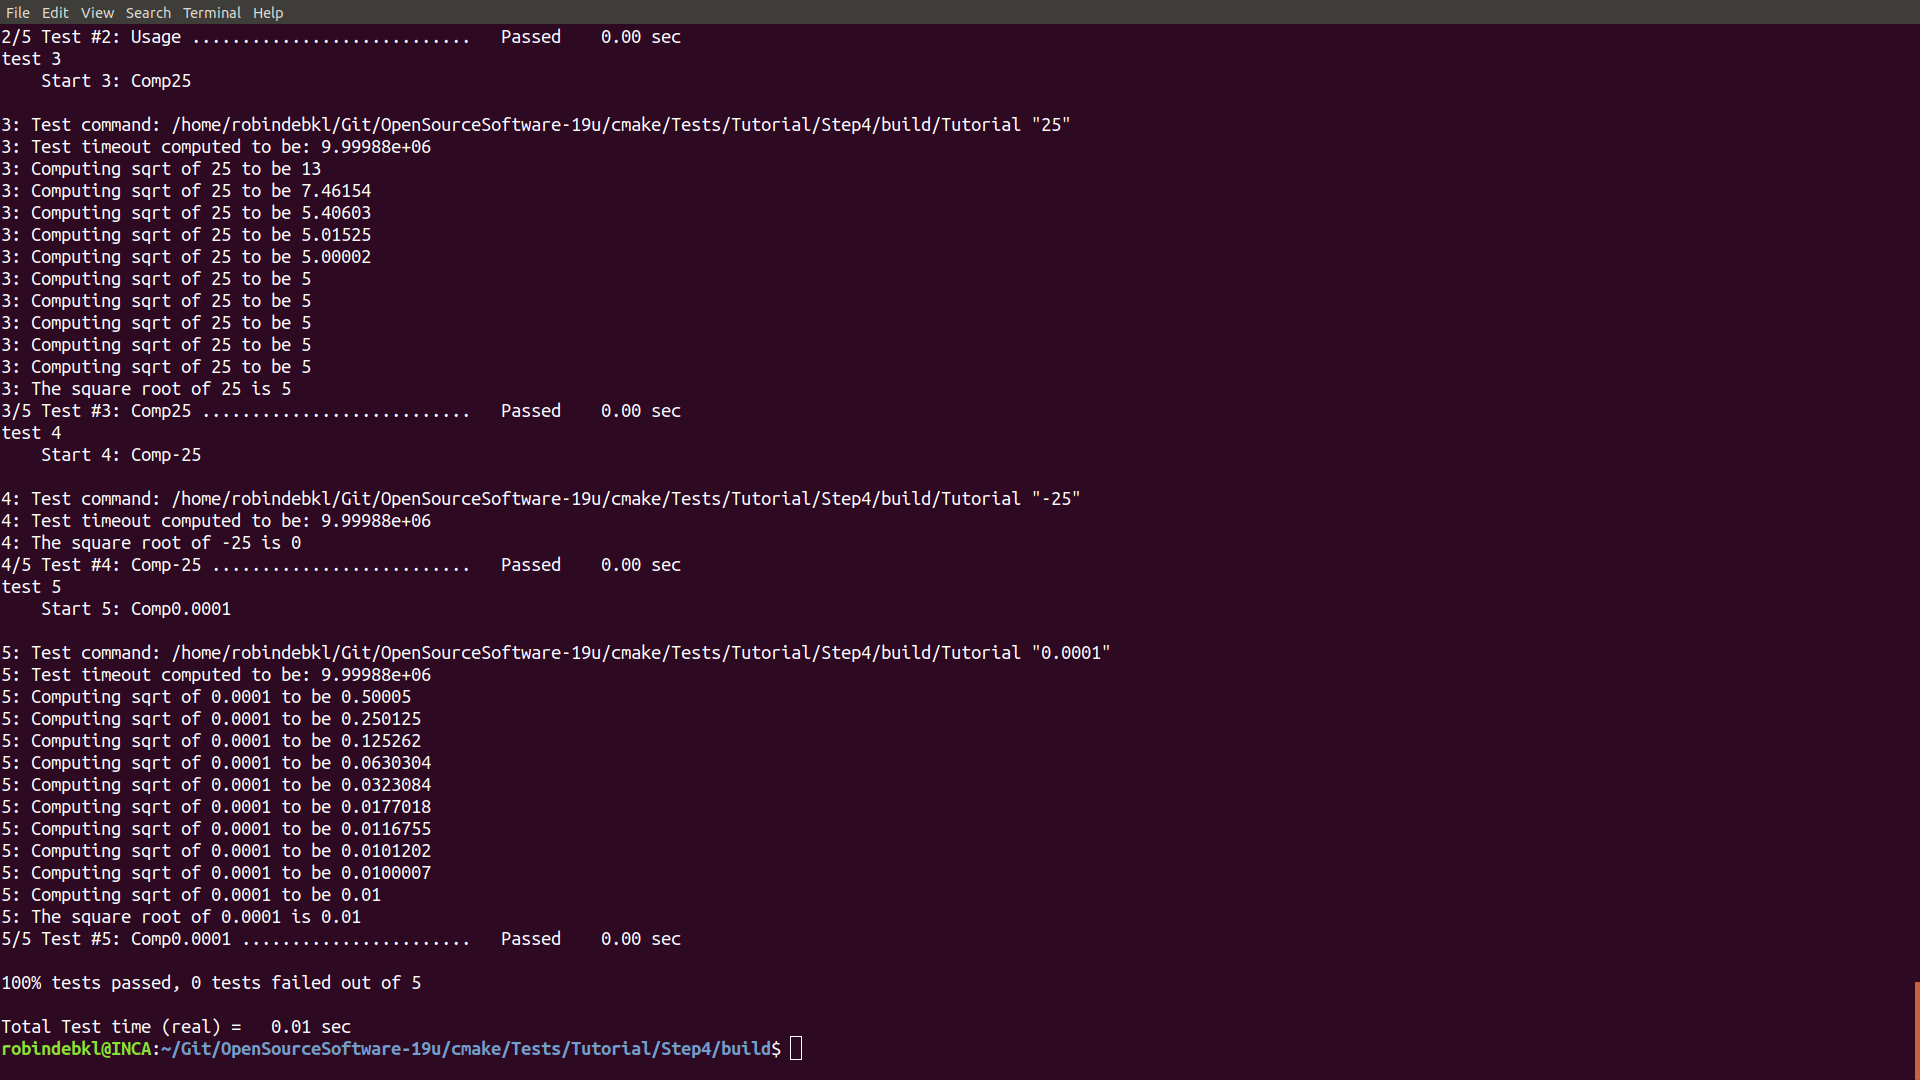 File Edit View Search Terminal Help
2/5 Test #2: Usage ............................   Passed    0.00 sec
test 3
    Start 3: Comp25

3: Test command: /home/robindebkl/Git/OpenSourceSoftware-19u/cmake/Tests/Tutorial/Step4/build/Tutorial "25"
3: Test timeout computed to be: 9.99988e+06
3: Computing sqrt of 25 to be 13
3: Computing sqrt of 25 to be 7.46154
3: Computing sqrt of 25 to be 5.40603
3: Computing sqrt of 25 to be 5.01525
3: Computing sqrt of 25 to be 5.00002
3: Computing sqrt of 25 to be 5
3: Computing sqrt of 25 to be 5
3: Computing sqrt of 25 to be 5
3: Computing sqrt of 25 to be 5
3: Computing sqrt of 25 to be 5
3: The square root of 25 is 5
3/5 Test #3: Comp25 ...........................   Passed    0.00 sec
test 4
    Start 4: Comp-25

4: Test command: /home/robindebkl/Git/OpenSourceSoftware-19u/cmake/Tests/Tutorial/Step4/build/Tutorial "-25"
4: Test timeout computed to be: 9.99988e+06
4: The square root of -25 is 0
4/5 Test #4: Comp-25 ..........................   Passed    0.00 sec
test 5
    Start 5: Comp0.0001

5: Test command: /home/robindebkl/Git/OpenSourceSoftware-19u/cmake/Tests/Tutorial/Step4/build/Tutorial "0.0001"
5: Test timeout computed to be: 9.99988e+06
5: Computing sqrt of 0.0001 to be 0.50005
5: Computing sqrt of 0.0001 to be 0.250125
5: Computing sqrt of 0.0001 to be 0.125262
5: Computing sqrt of 0.0001 to be 0.0630304
5: Computing sqrt of 0.0001 to be 0.0323084
5: Computing sqrt of 0.0001 to be 0.0177018
5: Computing sqrt of 0.0001 to be 0.0116755
5: Computing sqrt of 0.0001 to be 0.0101202
5: Computing sqrt of 0.0001 to be 0.0100007
5: Computing sqrt of 0.0001 to be 0.01
5: The square root of 0.0001 is 0.01
5/5 Test #5: Comp0.0001 .......................   Passed    0.00 sec

100% tests passed, 0 tests failed out of 5

Total Test time (real) =   0.01 sec
robindebkl@INCA:~/Git/OpenSourceSoftware-19u/cmake/Tests/Tutorial/Step4/build$